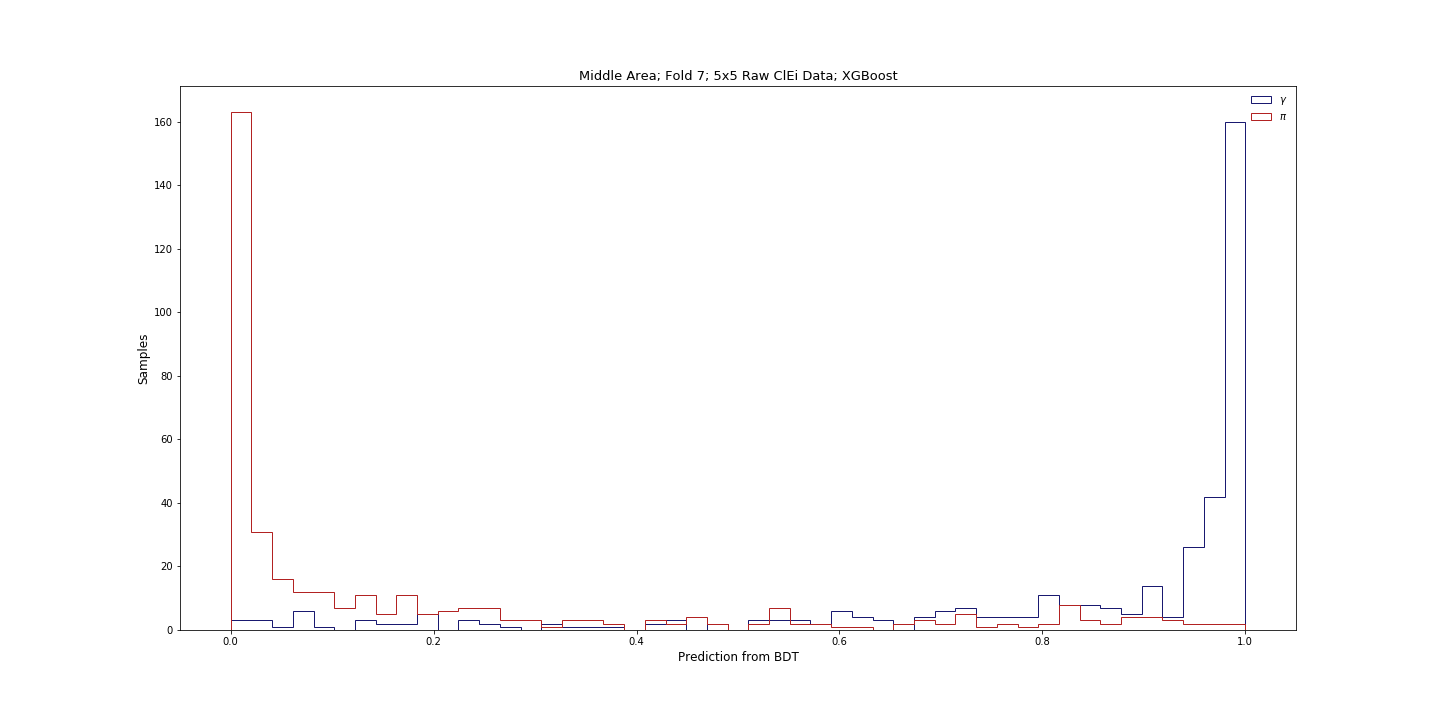 Middle Area; Fold 7; 5x5 Raw ClEi Data; XGBoost
γ
π
160
140
120
100
80
60
40
20
0
Samples
0.0 0.2 0.4 0.6 0.8 1.0
Prediction from BDT